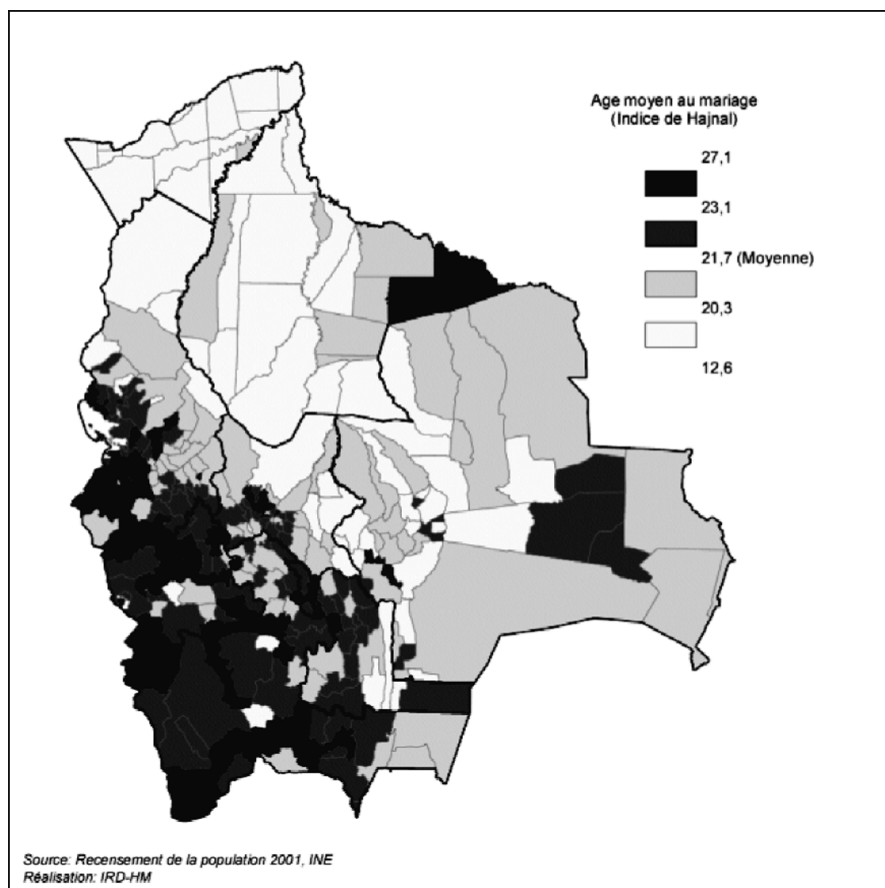 Age moyen au mariage
(Indice de Hajnal)
27,1
23,1
21,7 (Moyenne)
20,3
12,6
Source: Recensement de la population 2001, INE
Réalisation: IRD-HM